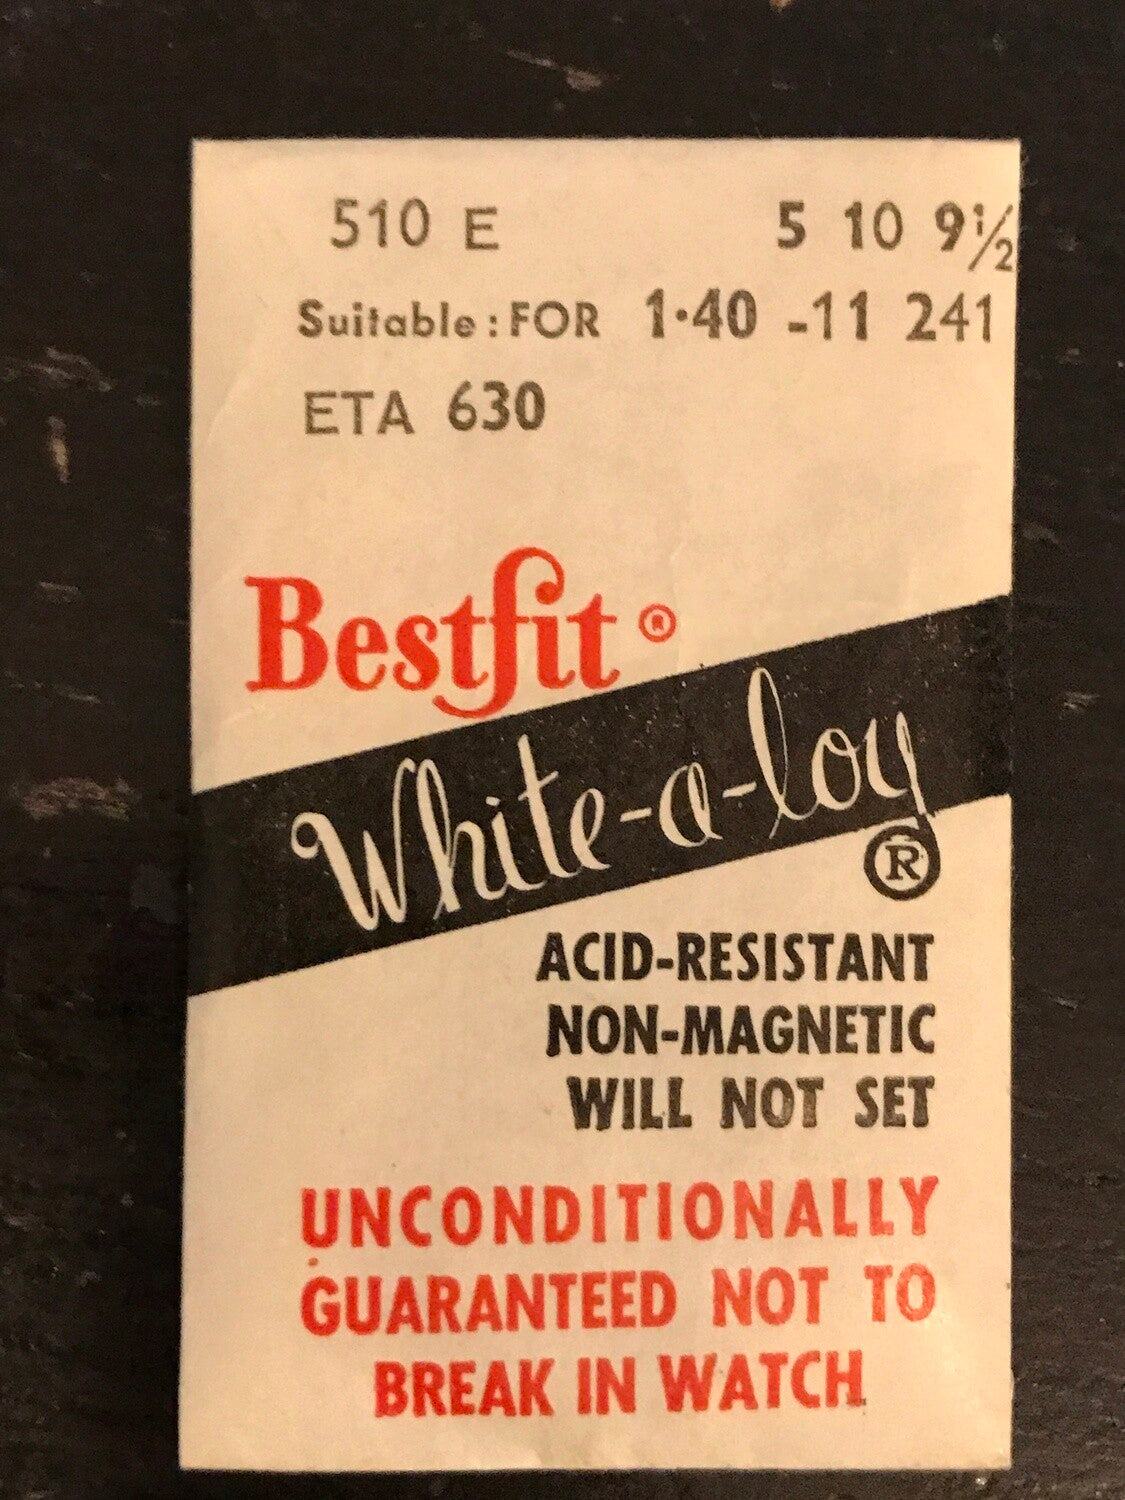 510 E 5 10 9½
Suitable: FOR 1·40 -11 241
ETA 630
Bestfit ®
White-a-loy ®
ACID-RESISTANT
NON-MAGNETIC
WILL NOT SET
UNCONDITIONALLY
GUARANTEED NOT TO
BREAK IN WATCH